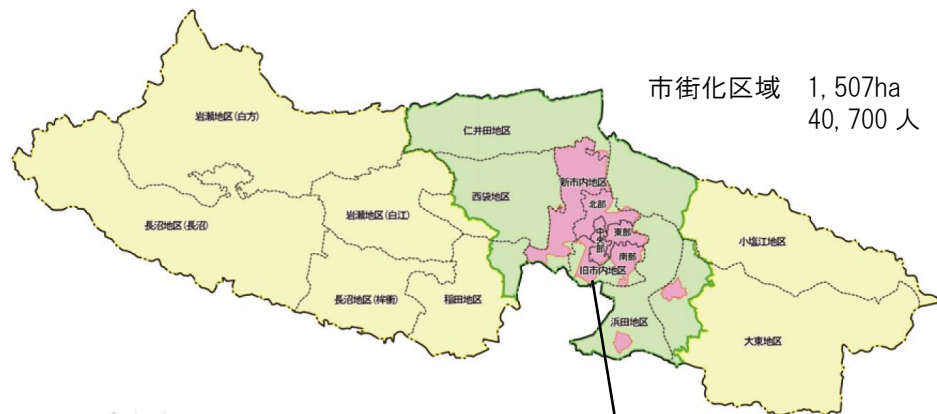 市街化区域 1,507ha
40,700 人
岩瀬地区(白方)
仁井田地区
新市内地区
西袋地区
北部
岩瀬地区(白江)
長沼地区(長沼)
中央部
東部
小塩江地区
南部
旧市内地区
長沼地区(桙衝)
稲田地区
浜田地区
大東地区